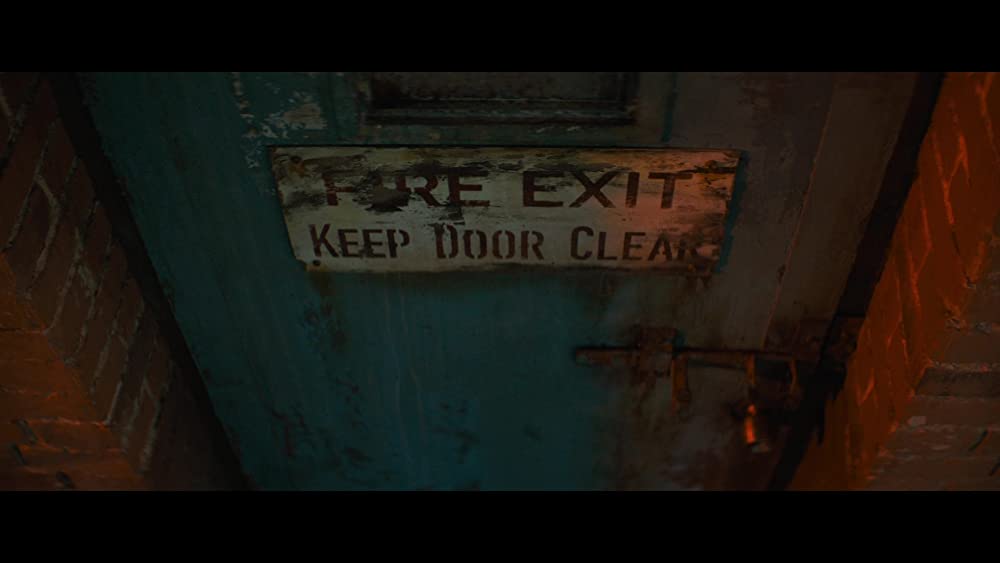 FIRE EXIT
KEEP DOOR CLEAR